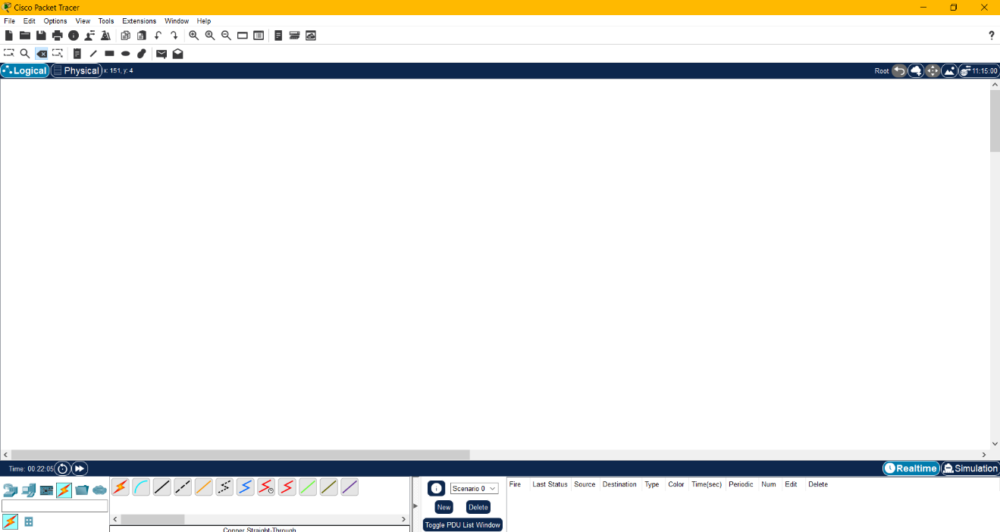 Cisco Packet Tracer
File Edit Options View Tools Extensions Window Help
?
Logical Physical x: 151, y: 4 Root 11:15:00
Time: 00:22:05 Realtime Simulation
Scenario 0 Fire Last Status Source Destination Type Color Time(sec) Periodic Num Edit Delete
New Delete
Toggle PDU List Window
Copper Straight-Through